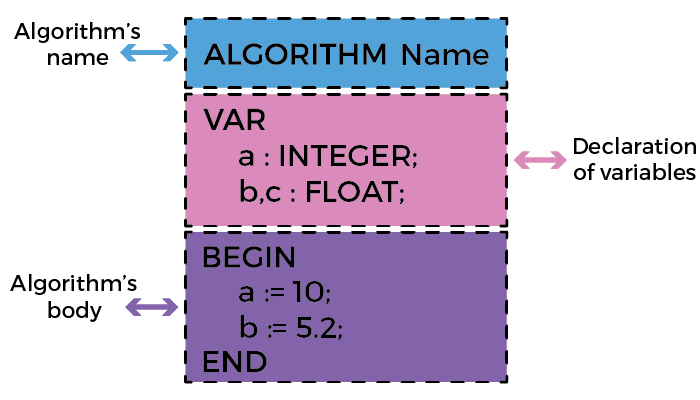 Algorithm's
name
ALGORITHM Name
VAR
a : INTEGER;
b,c : FLOAT;
Declaration
of variables
Algorithm's
body
BEGIN
a := 10;
b := 5.2;
END